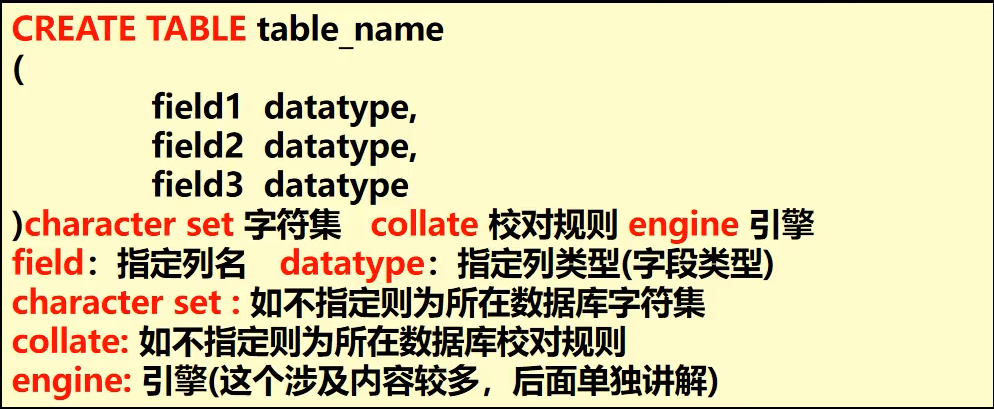 CREATE TABLE table_name
(
field1 datatype,
field2 datatype,
field3 datatype
)character set 字符集 collate 校对规则 engine 引擎
field：指定列名 datatype：指定列类型(字段类型)
character set : 如不指定则为所在数据库字符集
collate: 如不指定则为所在数据库校对规则
engine: 引擎(这个涉及内容较多，后面单独讲解)